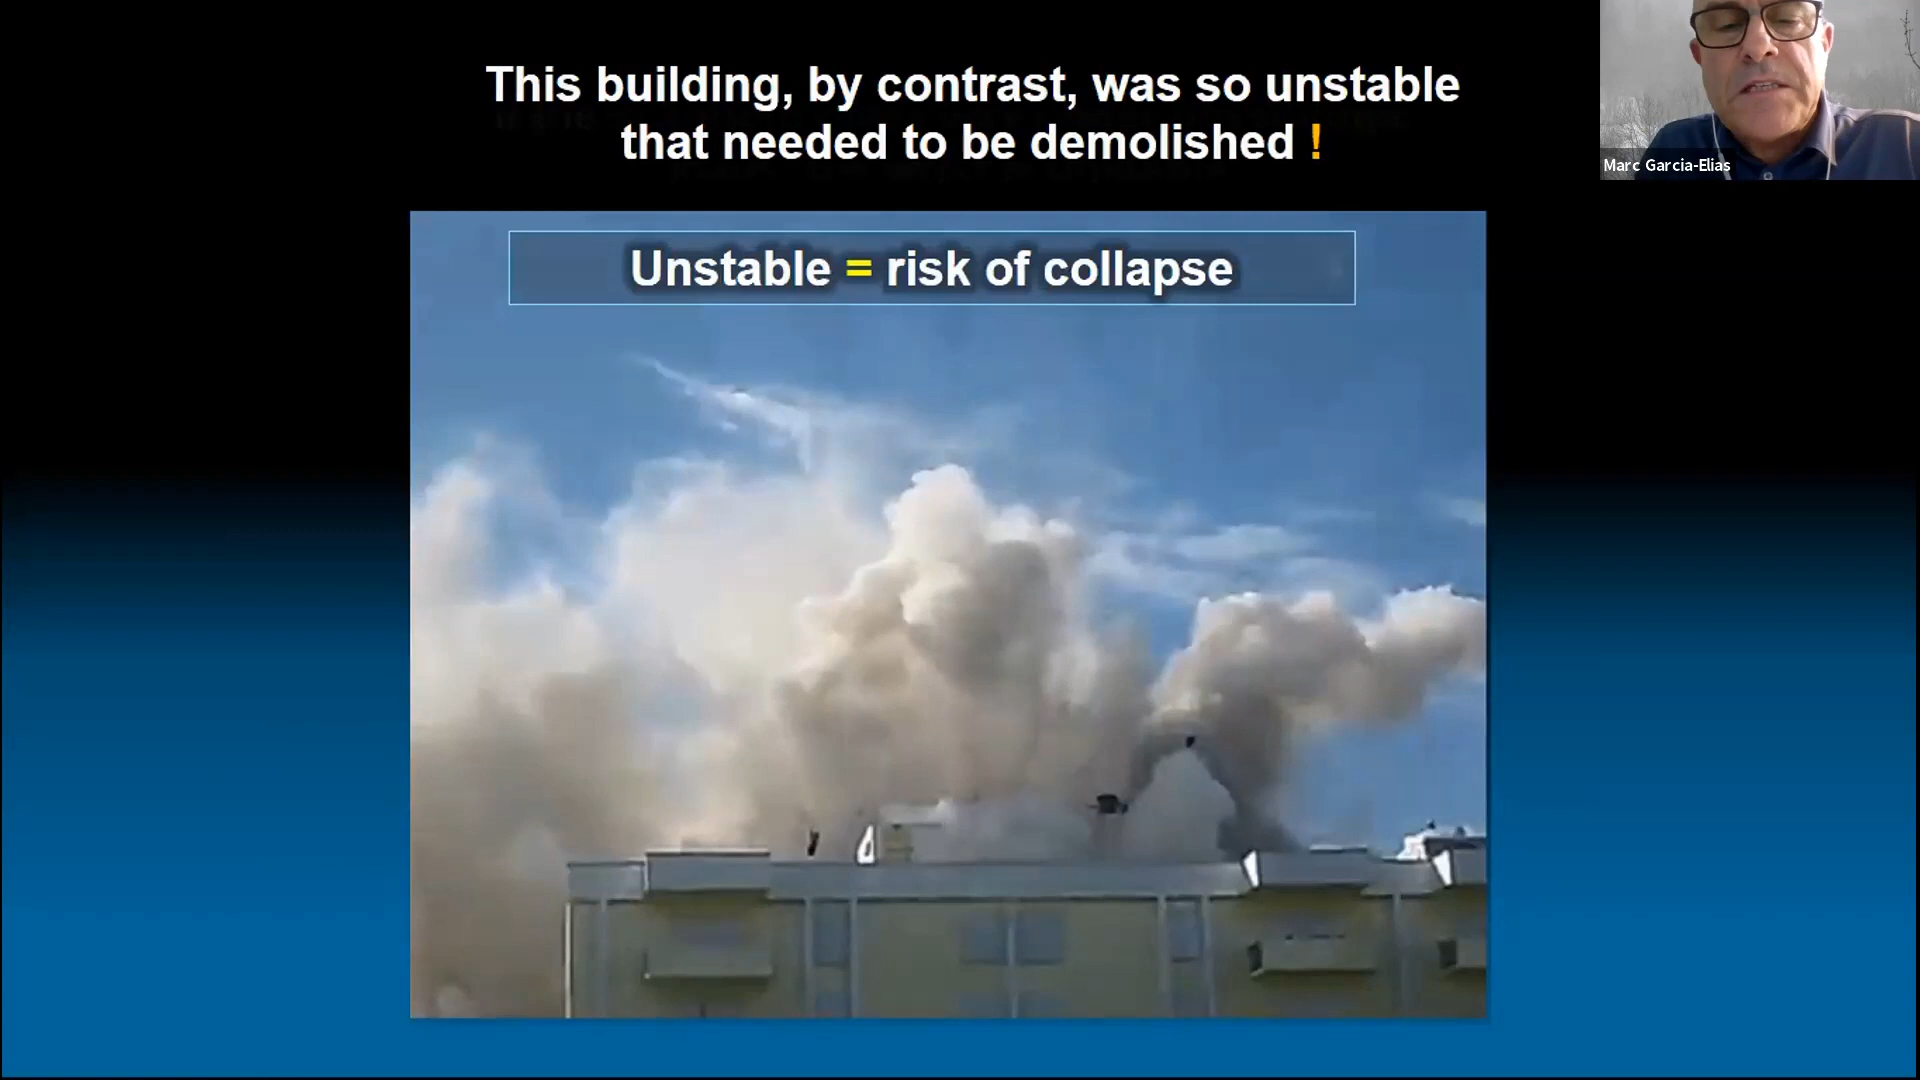 This building, by contrast, was so unstable
that needed to be demolished !
Marc Garcia-Elias
Unstable = risk of collapse